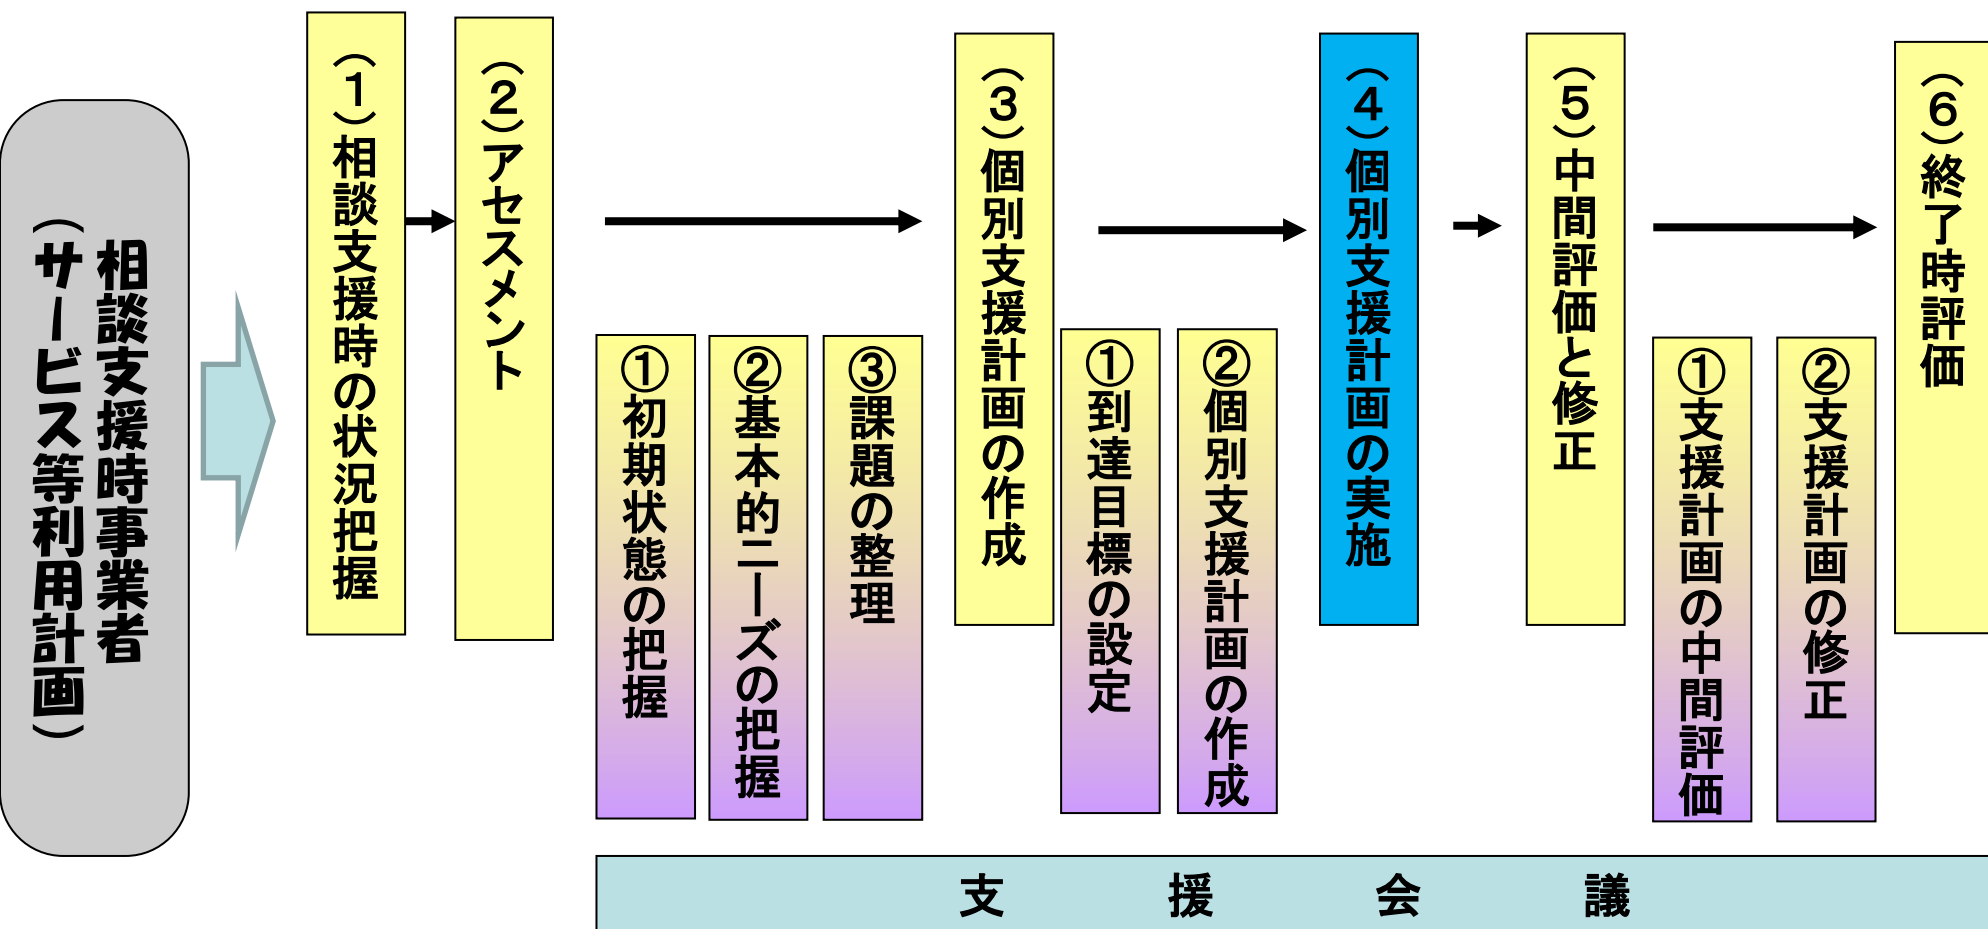 相談支援時事業者
（サービス等利用計画）
（１）相談支援時の状況把握
（２）アセスメント
①初期状態の把握
②基本的ニーズの把握
③課題の整理
（３）個別支援計画の作成
①到達目標の設定
②個別支援計画の作成
（４）個別支援計画の実施
（５）中間評価と修正
①支援計画の中間評価
②支援計画の修正
（６）終了時評価
支援会議